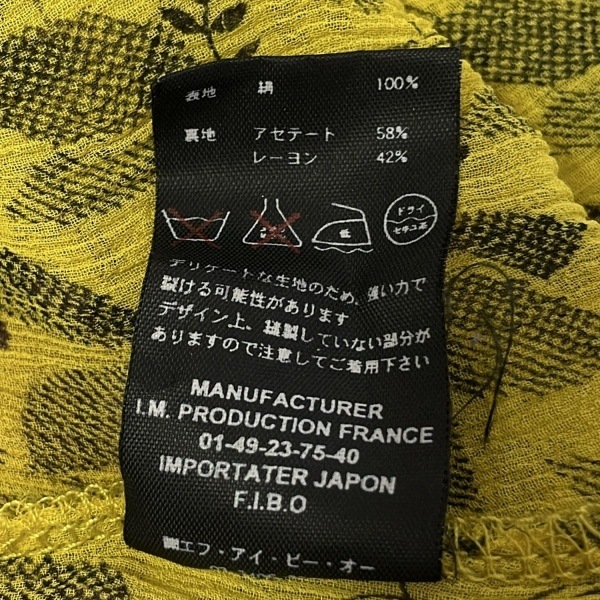 表地 絹 100%
裏地 アセテート 58%
レーヨン 42%
低 ドライ
セキユ系
デリケートな生地のため、強い力で
裂ける可能性があります
デザイン上、縫製していない部分が
ありますので注意してご着用下さい
MANUFACTURER
I.M. PRODUCTION FRANCE
01-49-23-75-40
IMPORTATER JAPON
F.I.B.O
㈱エフ・アイ・ビー・オー